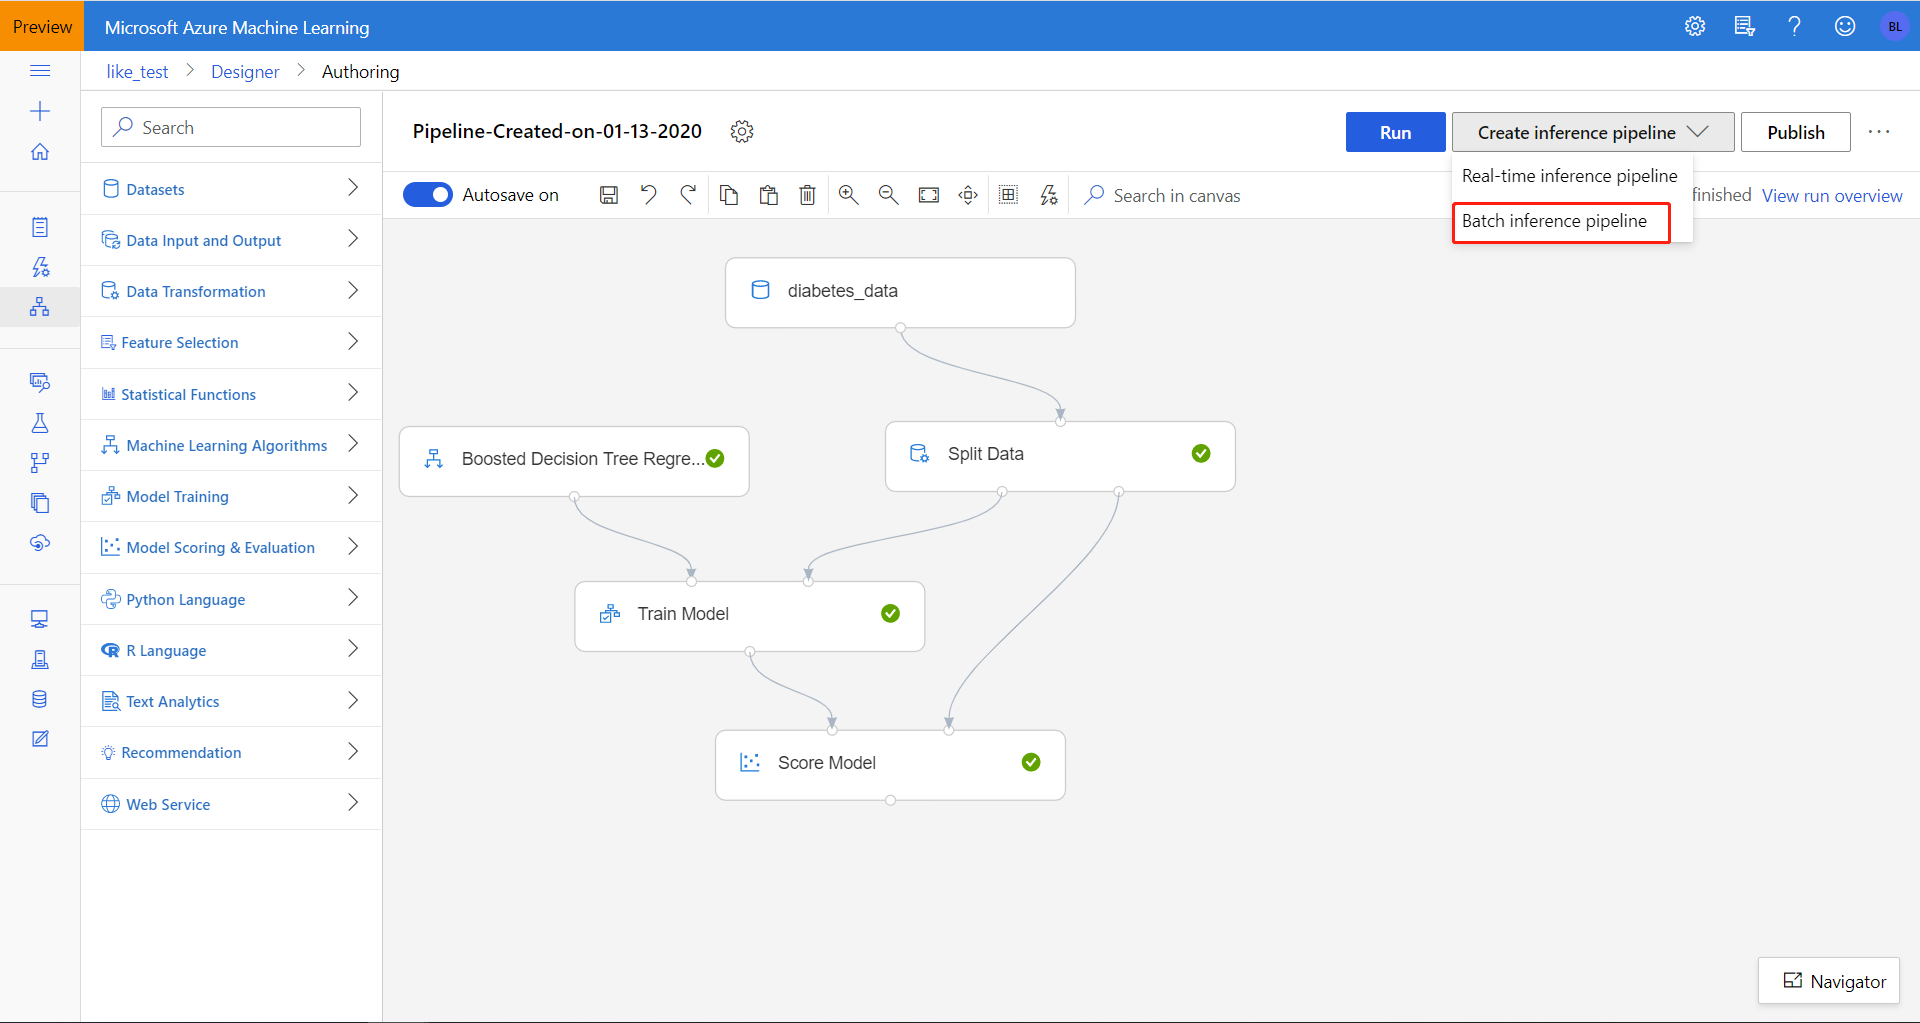 Preview
Microsoft Azure Machine Learning
BL
like_test > Designer > Authoring
Search
Pipeline-Created-on-01-13-2020
Run
Create inference pipeline
Publish
Real-time inference pipeline
Batch inference pipeline
Autosave on
Search in canvas
finished
View run overview
Datasets
Data Input and Output
Data Transformation
Feature Selection
Statistical Functions
Machine Learning Algorithms
Model Training
Model Scoring & Evaluation
Python Language
R Language
Text Analytics
Recommendation
Web Service
diabetes_data
Boosted Decision Tree Regre...
Split Data
Train Model
Score Model
Navigator